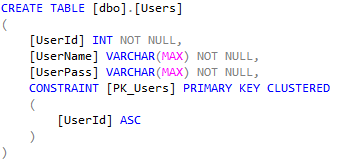 CREATE TABLE [dbo].[Users]
(
    [UserId] INT NOT NULL,
    [UserName] VARCHAR(MAX) NOT NULL,
    [UserPass] VARCHAR(MAX) NOT NULL,
    CONSTRAINT [PK_Users] PRIMARY KEY CLUSTERED
    (
        [UserId] ASC
    )
)